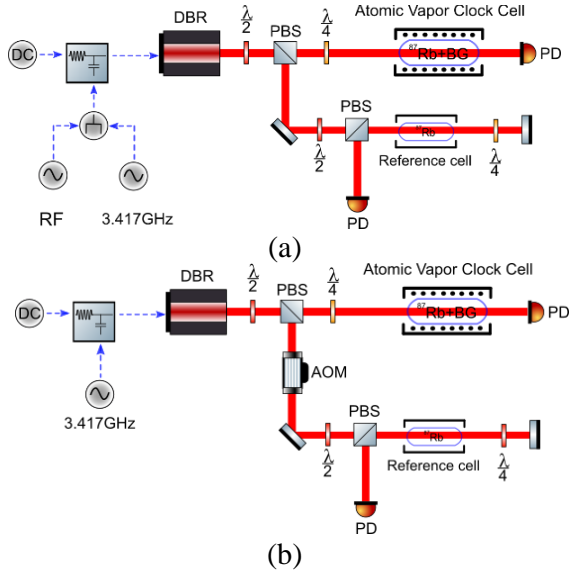 DBR
λ/2
PBS
λ/4
Atomic Vapor Clock Cell
DC
⁸⁷Rb+BG
PD
PBS
λ/2
Rb
Reference cell
λ/4
RF
3.417GHz
PD
(a)
DBR
λ/2
PBS
λ/4
Atomic Vapor Clock Cell
DC
⁸⁷Rb+BG
PD
AOM
3.417GHz
PBS
λ/2
Rb
Reference cell
λ/4
PD
(b)